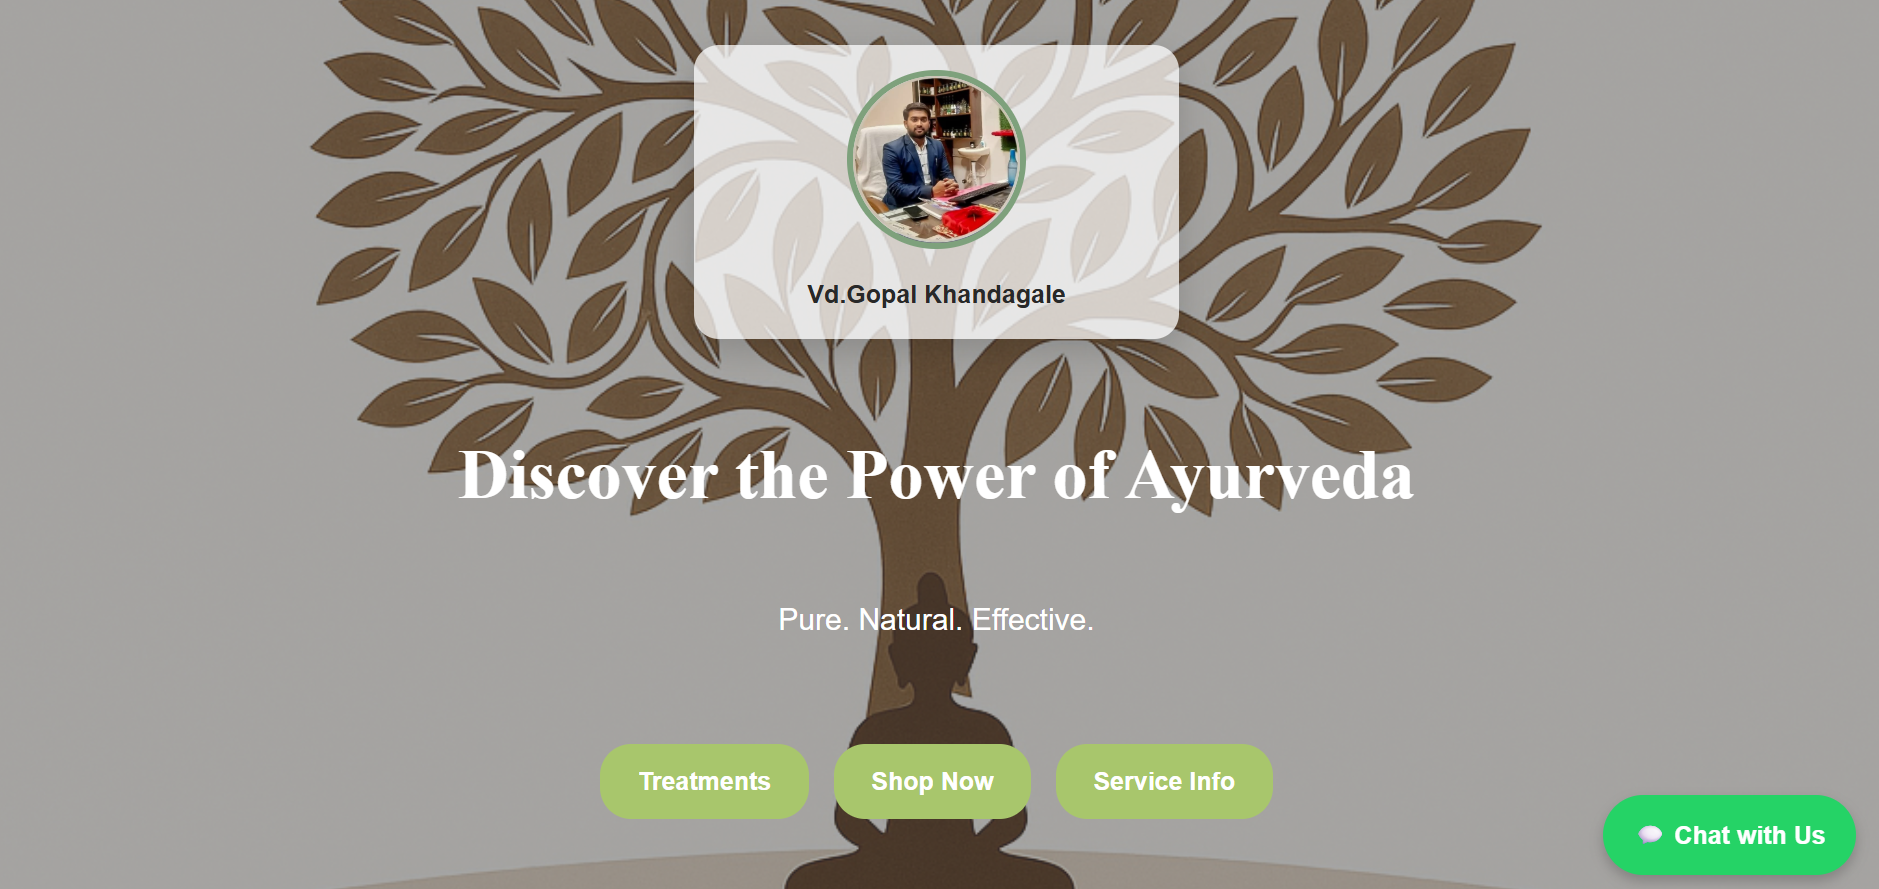 Vd.Gopal Khandagale
Discover the Power of Ayurveda
Pure. Natural. Effective.
Treatments
Shop Now
Service Info
Chat with Us